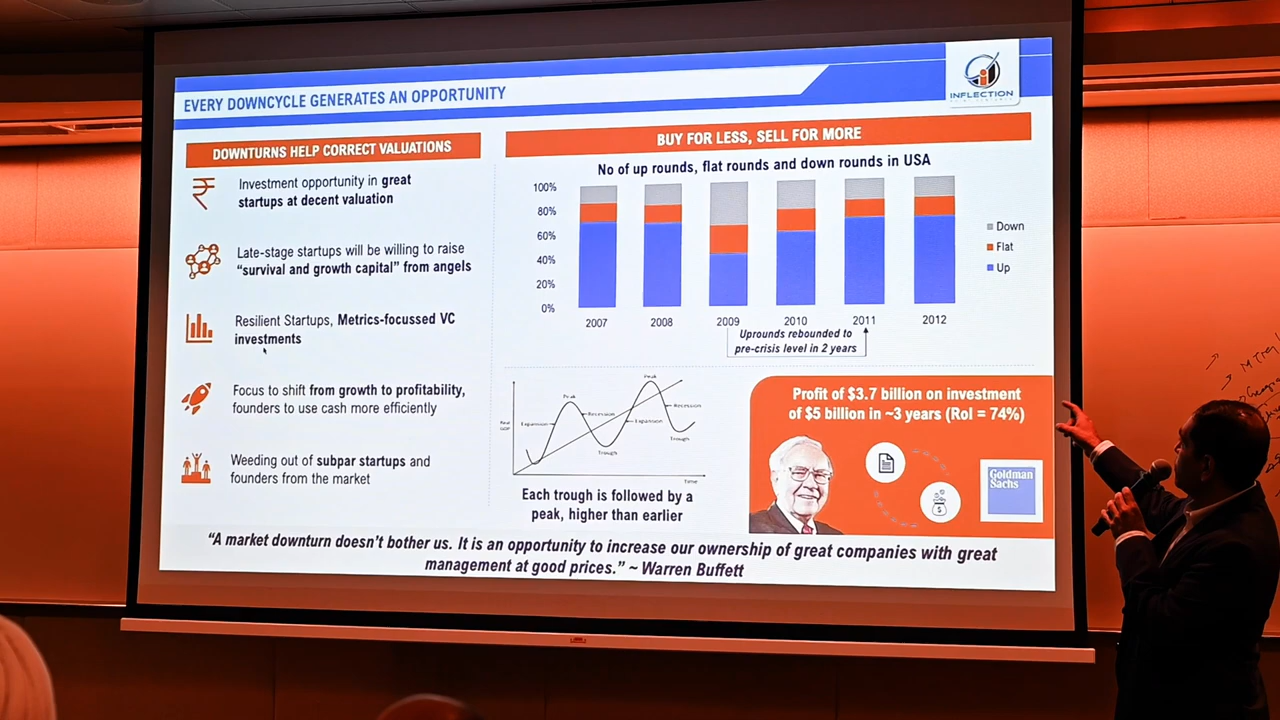 EVERY DOWNCYCLE GENERATES AN OPPORTUNITY
INFLECTION
DOWNTURNS HELP CORRECT VALUATIONS
₹
Investment opportunity in great
startups at decent valuation
Late-stage startups will be willing to raise
“survival and growth capital” from angels
Resilient Startups, Metrics-focussed VC
investments
Focus to shift from growth to profitability,
founders to use cash more efficiently
Weeding out of subpar startups and
founders from the market
BUY FOR LESS, SELL FOR MORE
No of up rounds, flat rounds and down rounds in USA
100%
80%
60%
40%
20%
0%
2007 2008 2009 2010 2011 2012
Down
Flat
Up
Uprounds rebounded to
pre-crisis level in 2 years
Real
GDP
Peak
Peak
Expansion
Recession
Expansion
Recession
Trough
Trough
Time
Each trough is followed by a
peak, higher than earlier
Profit of $3.7 billion on investment
of $5 billion in ~3 years (RoI = 74%)
$
Goldman
Sachs
“A market downturn doesn’t bother us. It is an opportunity to increase our ownership of great companies with great
management at good prices.” ~ Warren Buffett